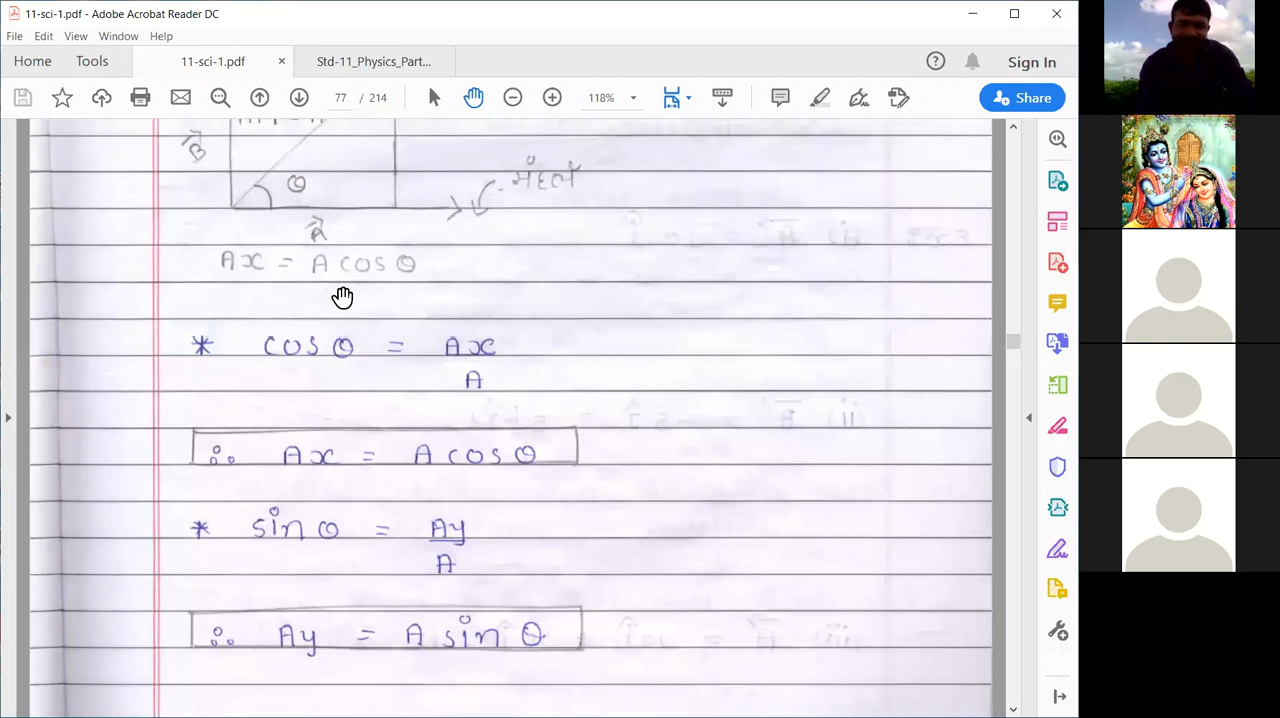 11-sci-1.pdf - Adobe Acrobat Reader DC
File Edit View Window Help
Home Tools 11-sci-1.pdf × Std-11_Physics_Part... Sign In
77 / 214 118% Share
B
θ
A
Ax = A cos θ
* cos θ = Ax
A
∴ Ax = A cos θ
* sin θ = Ay
A
∴ Ay = A sin θ